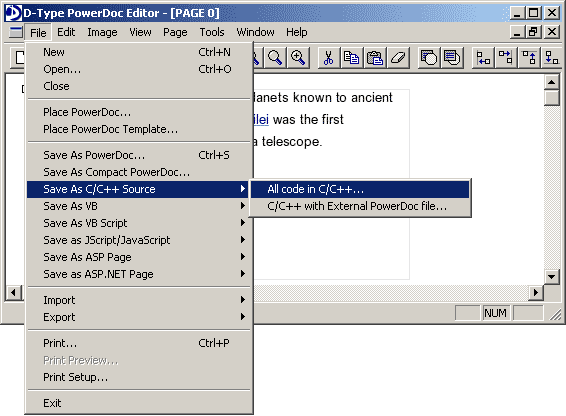 D-Type PowerDoc Editor - [PAGE 0]
File Edit Image View Page Tools Window Help
New Ctrl+N
Open... Ctrl+O
Close
Place PowerDoc...
Place PowerDoc Template...
Save As PowerDoc... Ctrl+S
Save As Compact PowerDoc...
Save As C/C++ Source
Save As VB
Save as VB Script
Save as JScript/JavaScript
Save as ASP Page
Save as ASP.NET Page
Import
Export
Print... Ctrl+P
Print Preview...
Print Setup...
Exit
All code in C/C++...
C/C++ with External PowerDoc file...
lanets known to ancient
ilei was the first
a telescope.
NUM